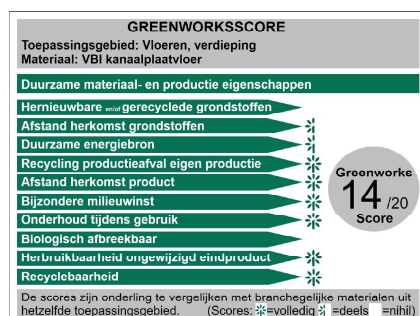 GREENWORKSSCORE
Toepassingsgebied: Vloeren, verdieping
Materiaal: VBI kanaalplaatvloer
Duurzame materiaal- en productie eigenschappen
Hernieuwbare en/of gerecyclede grondstoffen
Afstand herkomst grondstoffen
Duurzame energiebron
Recycling productieafval eigen productie
Afstand herkomst product
Bijzondere milieuwinst
Onderhoud tijdens gebruik
Biologisch afbreekbaar
Herbruikbaarheid ongewijzigd eindproduct
Recyclebaarheid
Greenworks
14 /20
Score
De scores zijn onderling te vergelijken met branchegelijke materialen uit
hetzelfde toepassingsgebied. (Scores: =volledig =deels =nihil)